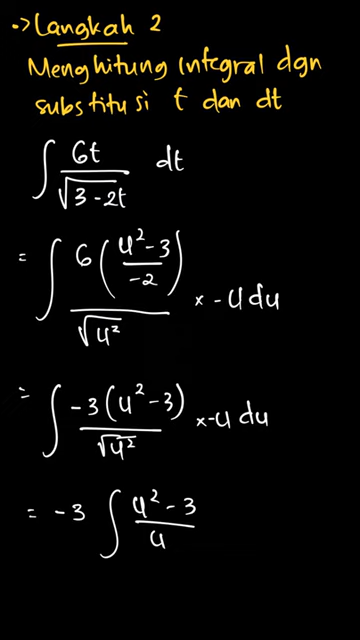 -> Langkah 2
Menghitung integral dgn
substitusi t dan dt
∫ 6t / √(3 - 2t) dt
= ∫ 6 ( (u² - 3) / -2 ) / √u² × -u du
= ∫ -3 (u² - 3) / √u² × -u du
= -3 ∫ (u² - 3) / u